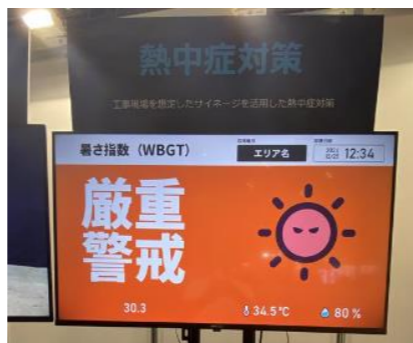 熱中症対策
工事現場を想定したサイネージを活用した熱中症対策
暑さ指数（WBGT）
エリア名
12:34
厳重
警戒
30.3
34.5℃
80%